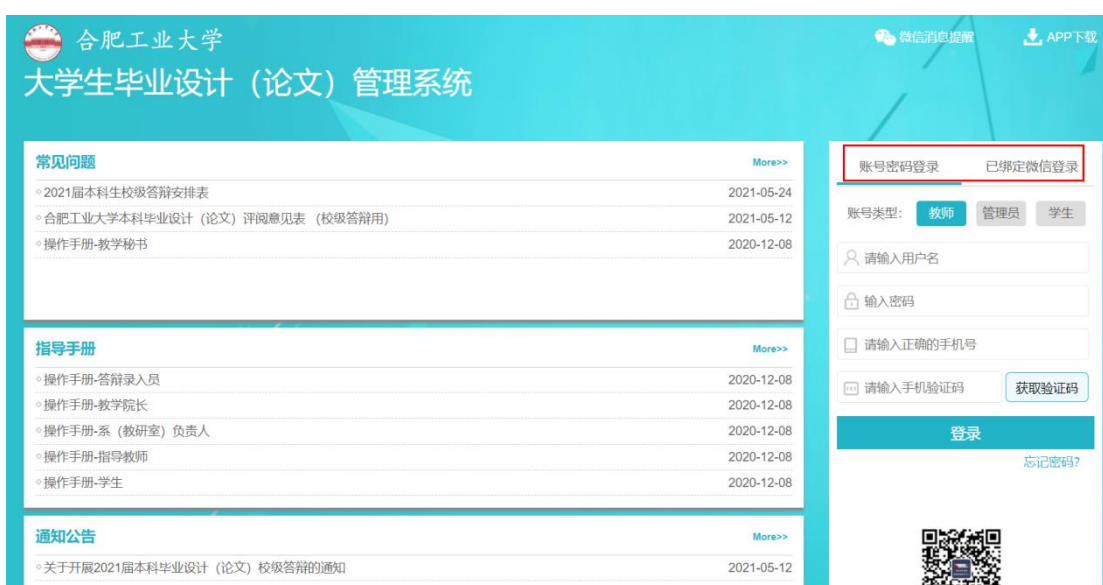 合肥工业大学
大学生毕业设计（论文）管理系统
微信消息提醒 APP下载
常见问题 More>>
2021届本科生校级答辩安排表 2021-05-24
合肥工业大学本科毕业设计（论文）评阅意见表 （校级答辩用） 2021-05-12
操作手册-教学秘书 2020-12-08
指导手册 More>>
操作手册-答辩录入员 2020-12-08
操作手册-教学院长 2020-12-08
操作手册-系（教研室）负责人 2020-12-08
操作手册-指导教师 2020-12-08
操作手册-学生 2020-12-08
通知公告 More>>
关于开展2021届本科毕业设计（论文）校级答辩的通知 2021-05-12
账号密码登录 已绑定微信登录
账号类型: 教师 管理员 学生
请输入用户名
输入密码
请输入正确的手机号
请输入手机验证码 获取验证码
登录
忘记密码?